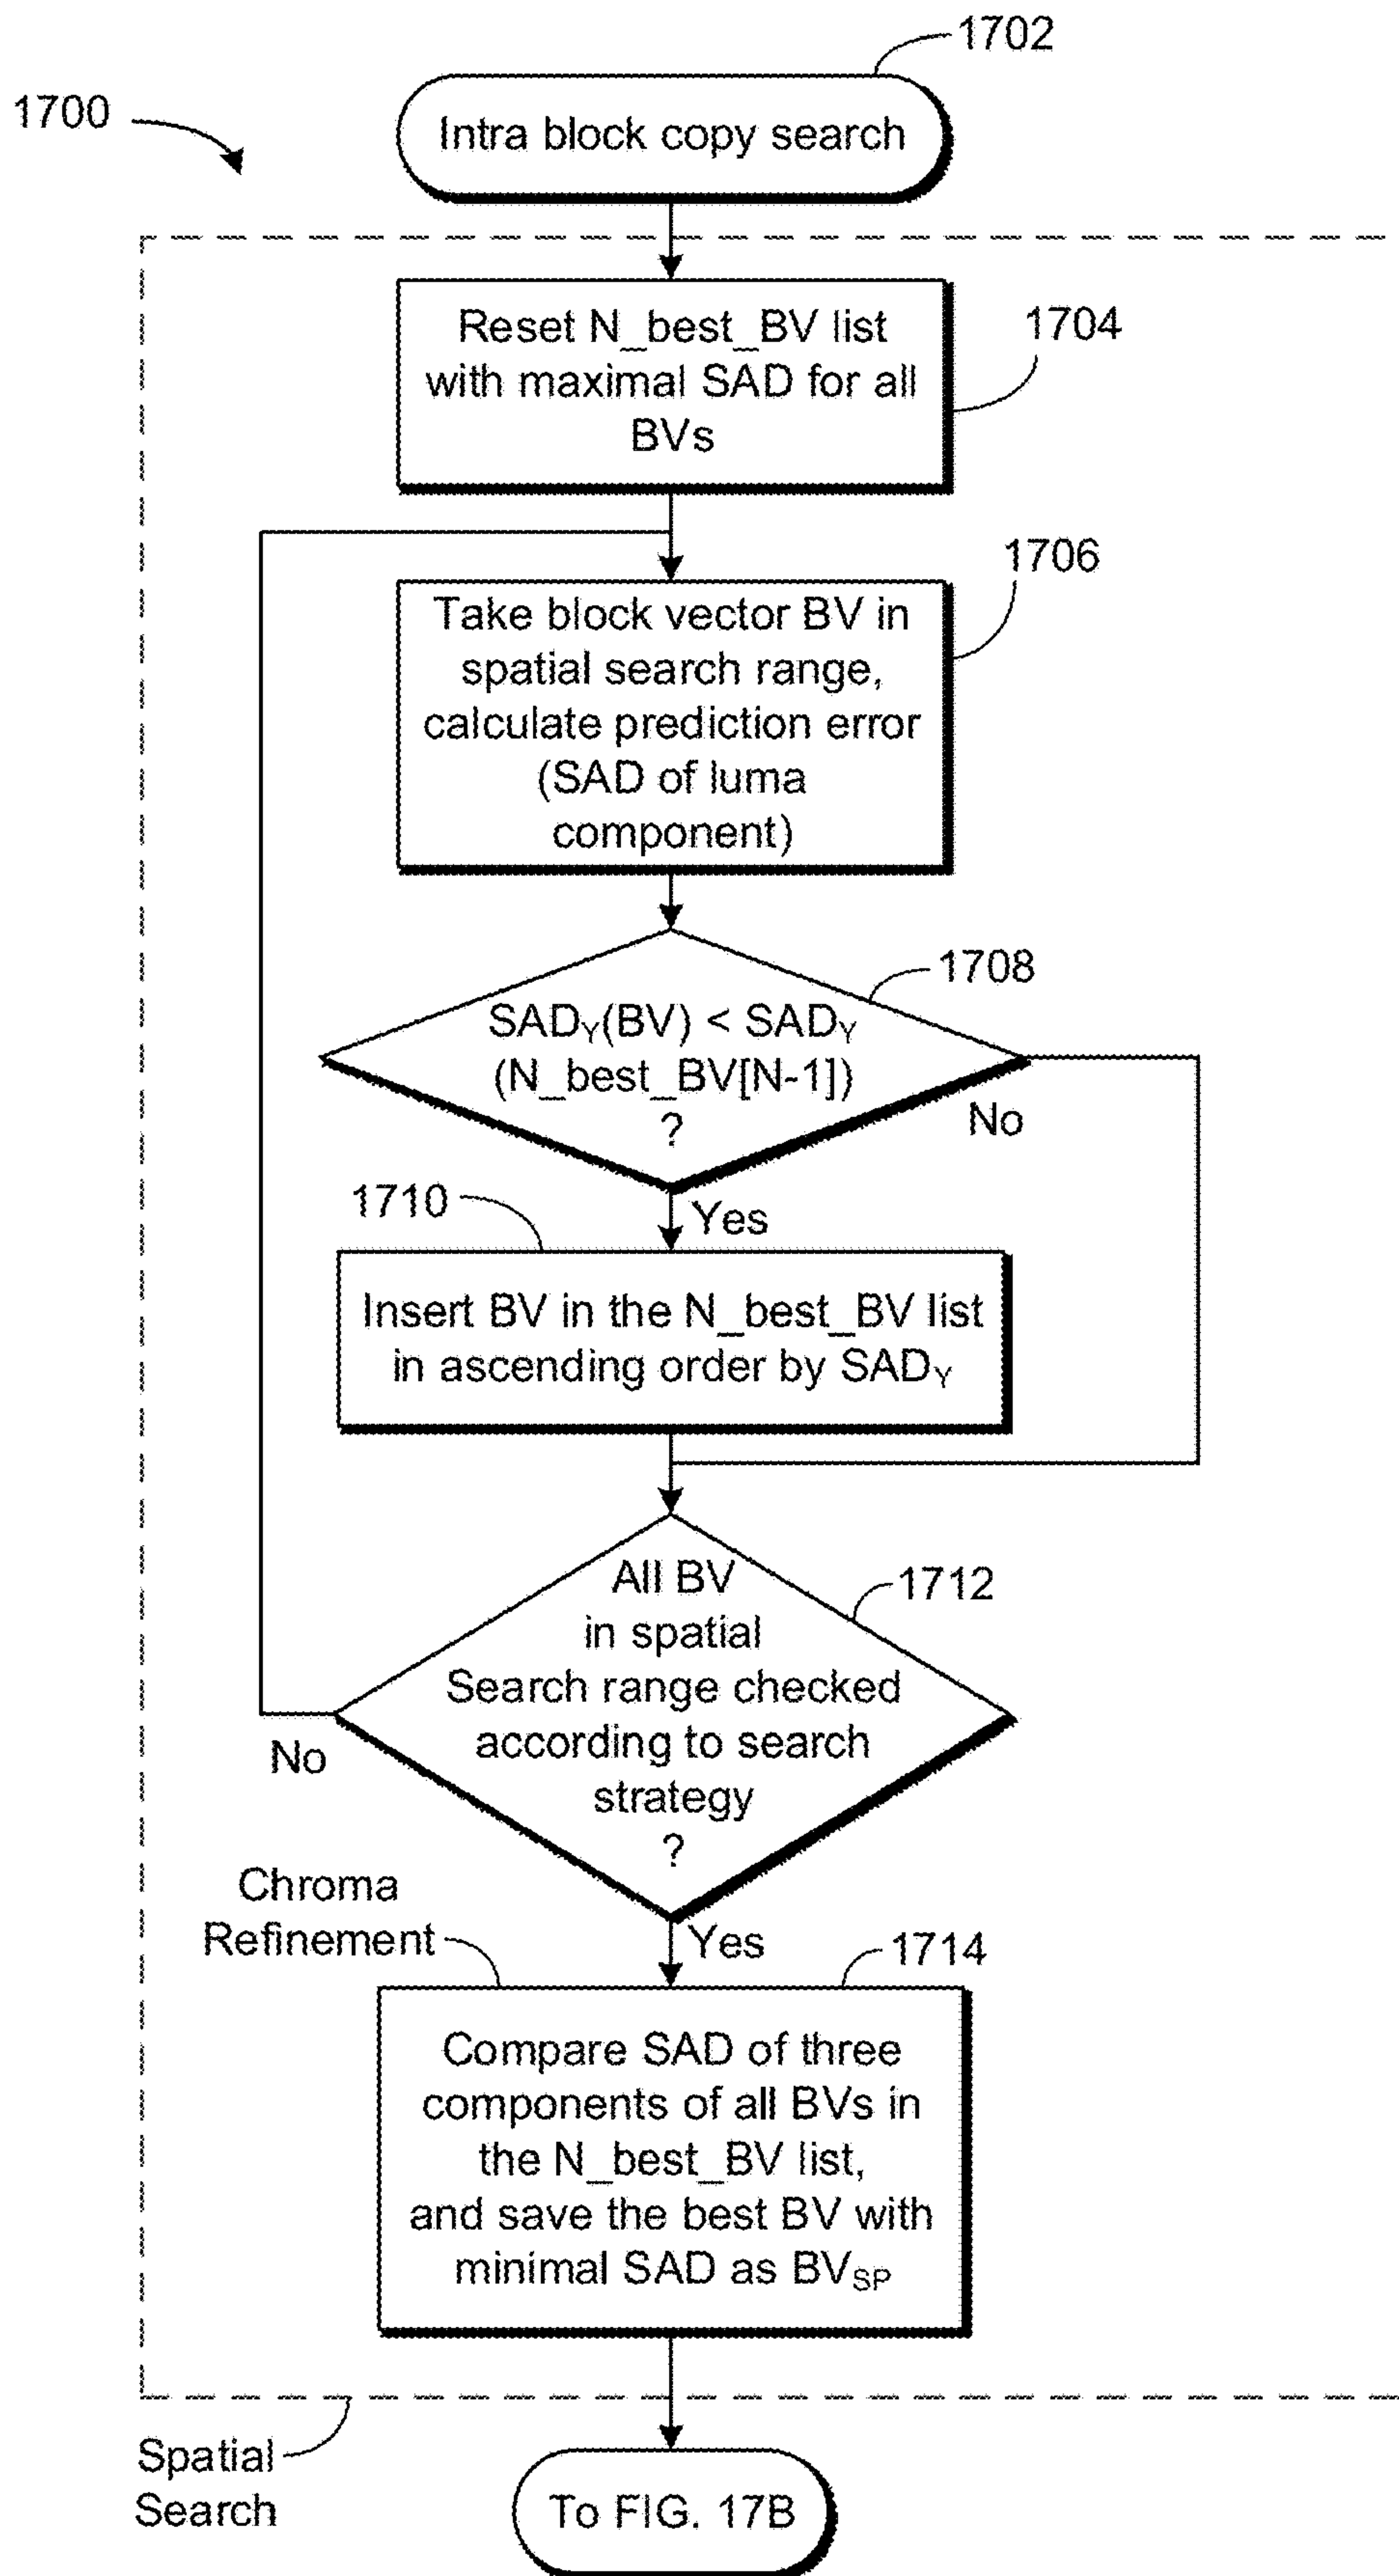 1702
1700
Intra block copy search
Reset N_best_BV list
with maximal SAD for all
BVs
1704
1706
Take block vector BV in
spatial search range,
calculate prediction error
(SAD of luma
component)
1708
SADY(BV) < SADY
(N_best_BV[N-1])
?
No
Yes
1710
Insert BV in the N_best_BV list
in ascending order by SADY
All BV
in spatial
Search range checked
according to search
strategy
?
1712
No
Yes
Chroma
Refinement
1714
Compare SAD of three
components of all BVs in
the N_best_BV list,
and save the best BV with
minimal SAD as BVSP
Spatial
Search
To FIG. 17B